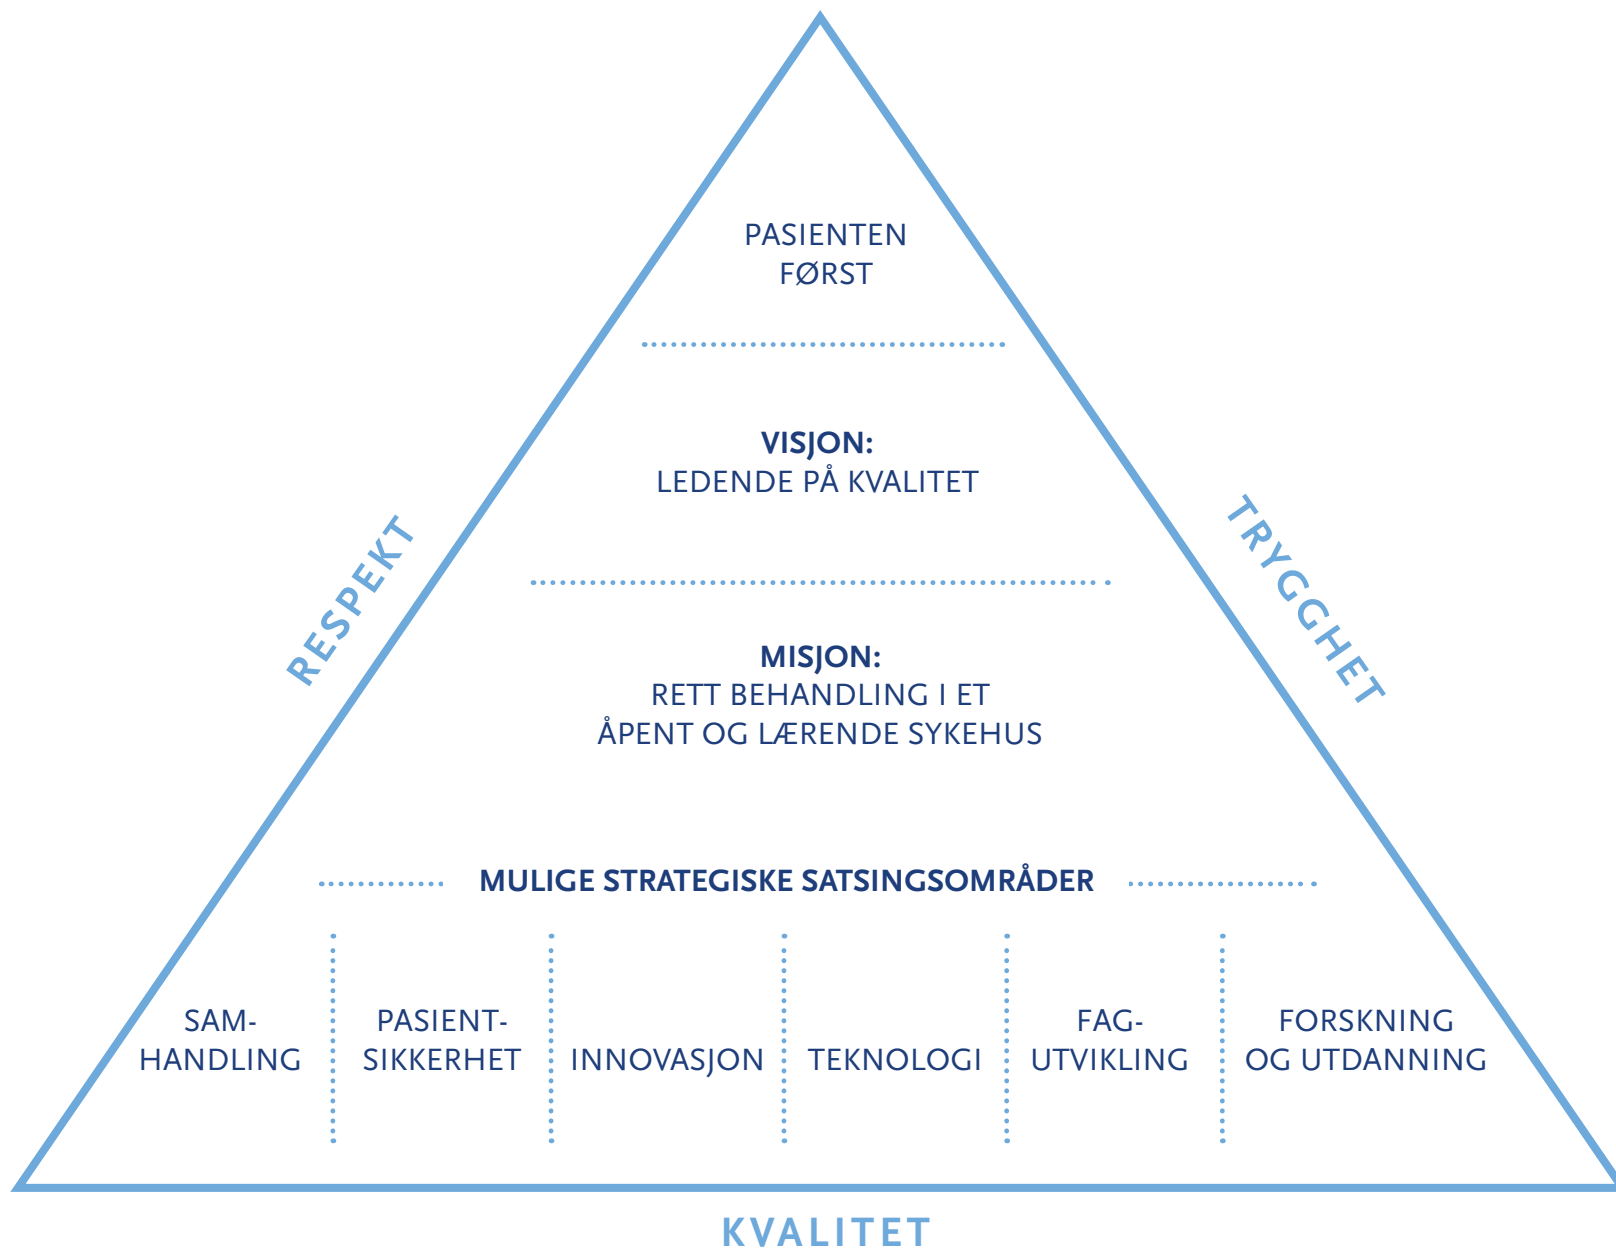 PASIENTEN
FØRST
VISJON:
LEDENDE PÅ KVALITET
RESPEKT
TRYGGHET
MISJON:
RETT BEHANDLING I ET
ÅPENT OG LÆRENDE SYKEHUS
MULIGE STRATEGISKE SATSINGSOMRÅDER
SAM-
HANDLING
PASIENT-
SIKKERHET
INNOVASJON
TEKNOLOGI
FAG-
UTVIKLING
FORSKNING
OG UTDANNING
KVALITET